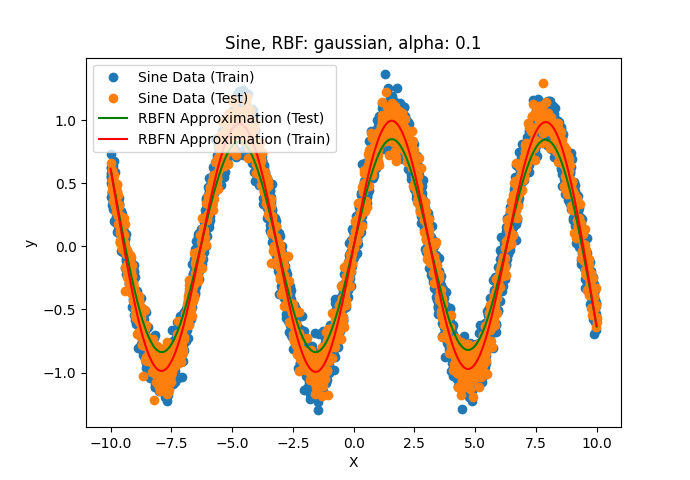 Sine, RBF: gaussian, alpha: 0.1
Sine Data (Train)
Sine Data (Test)
RBFN Approximation (Test)
RBFN Approximation (Train)
1.0
0.5
0.0
−0.5
−1.0
y
−10.0 −7.5 −5.0 −2.5 0.0 2.5 5.0 7.5 10.0
X